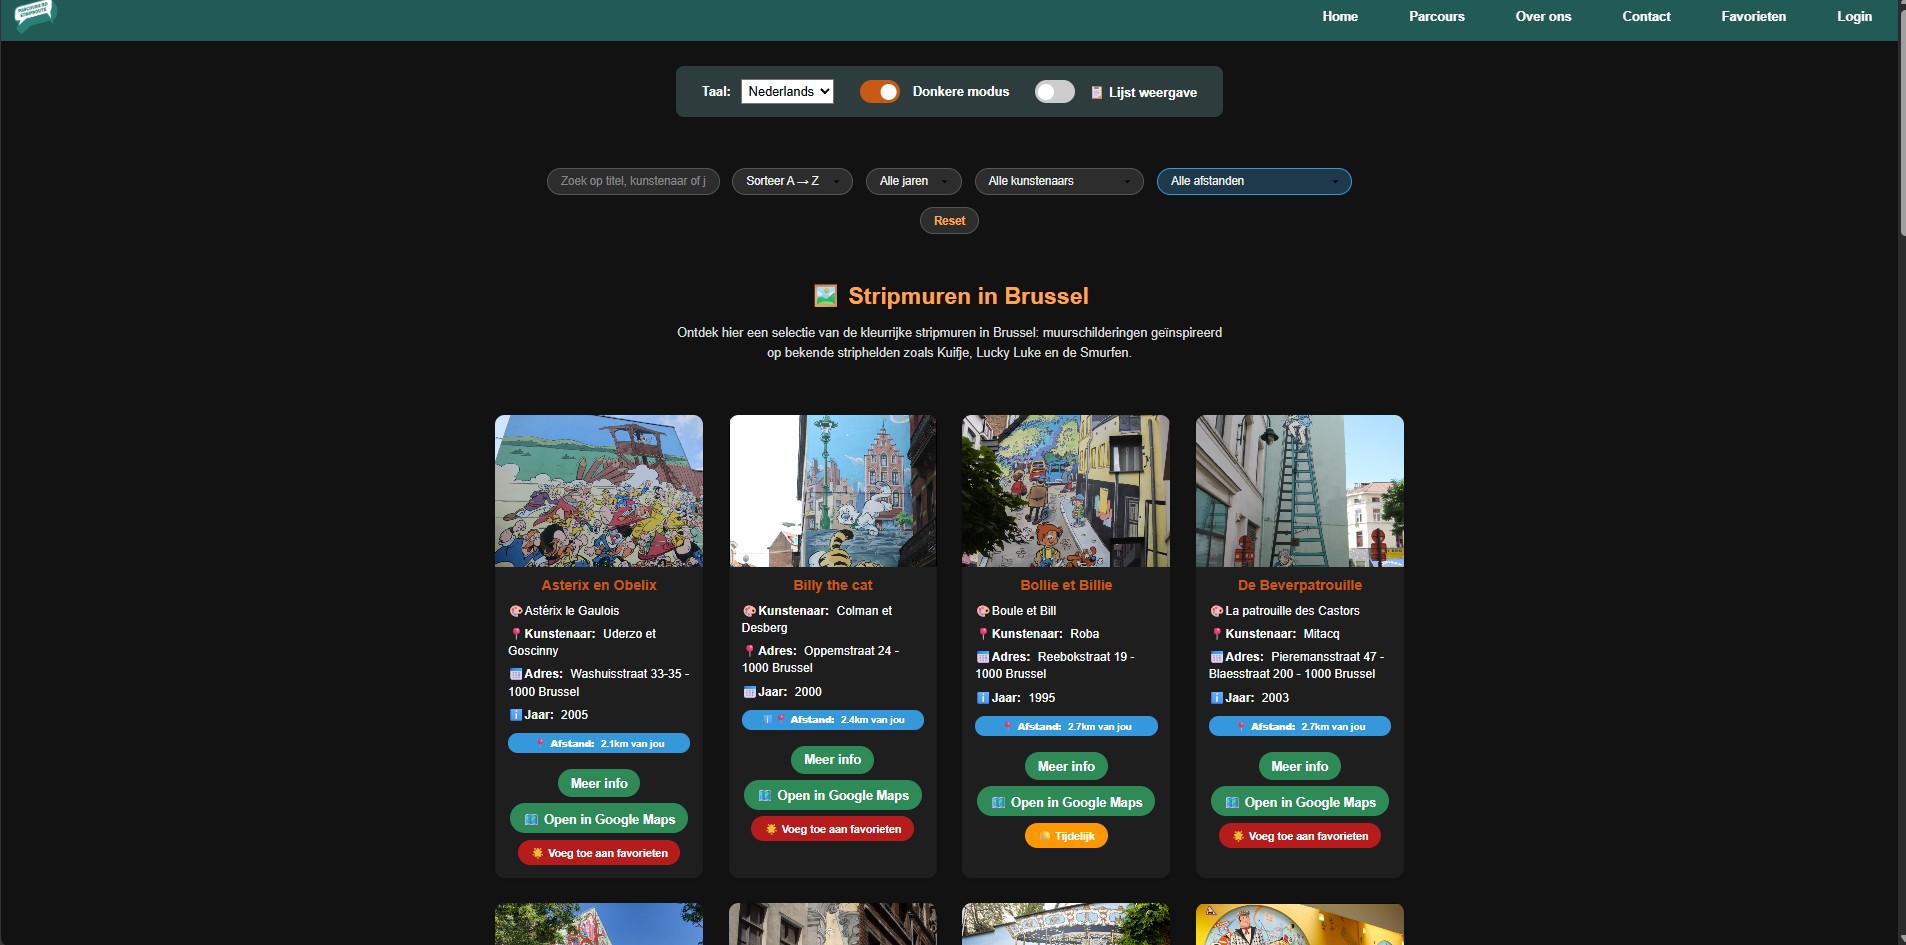 PARCOURS BD
STRIPROUTE
Home Parcours Over ons Contact Favorieten Login
Taal: Nederlands Donkere modus Lijst weergave
Zoek op titel, kunstenaar of j Sorteer A→Z Alle jaren Alle kunstenaars Alle afstanden
Reset
Stripmuren in Brussel
Ontdek hier een selectie van de kleurrijke stripmuren in Brussel: muurschilderingen geïnspireerd
op bekende striphelden zoals Kuifje, Lucky Luke en de Smurfen.
Asterix en Obelix
Astérix le Gaulois
Kunstenaar: Uderzo et
Goscinny
Adres: Washuisstraat 33-35 -
1000 Brussel
Jaar: 2005
Afstand: 2.1km van jou
Meer info
Open in Google Maps
Voeg toe aan favorieten
Billy the cat
Kunstenaar: Colman et
Desberg
Adres: Oppemstraat 24 -
1000 Brussel
Jaar: 2000
Afstand: 2.4km van jou
Meer info
Open in Google Maps
Voeg toe aan favorieten
Bollie et Billie
Boule et Bill
Kunstenaar: Roba
Adres: Reebokstraat 19 -
1000 Brussel
Jaar: 1995
Afstand: 2.7km van jou
Meer info
Open in Google Maps
Tijdelijk
De Beverpatrouille
La patrouille des Castors
Kunstenaar: Mitacq
Adres: Pieremansstraat 47 -
Blaesstraat 200 - 1000 Brussel
Jaar: 2003
Afstand: 2.7km van jou
Meer info
Open in Google Maps
Voeg toe aan favorieten